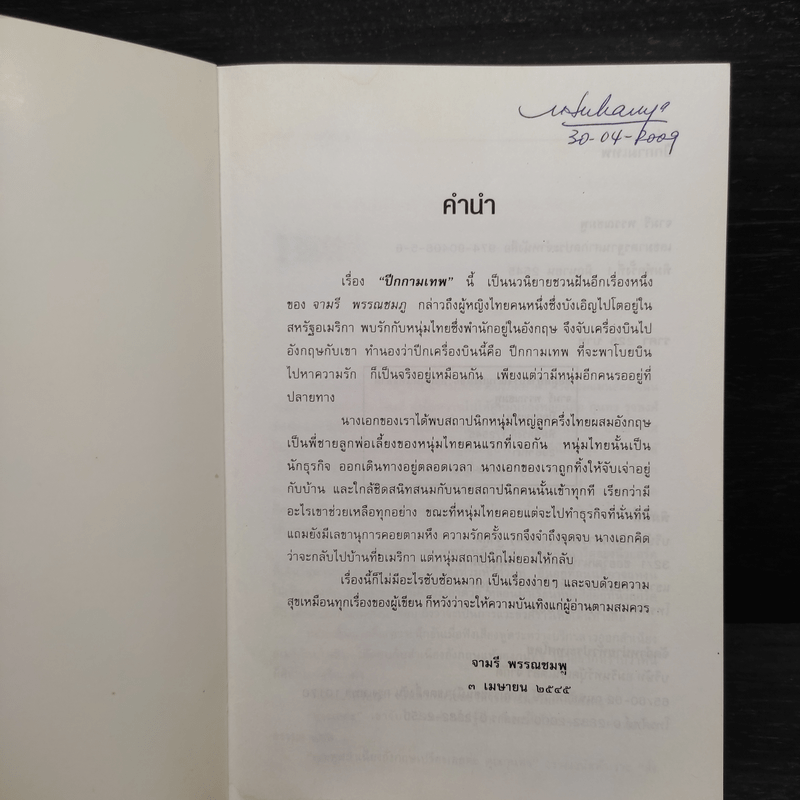 30-04-2009
คำนำ
เรื่อง "ปีกกามเทพ" นี้ เป็นนวนิยายชวนฝันอีกเรื่องหนึ่ง
ของ จามรี พรรณชมภู กล่าวถึงผู้หญิงไทยคนหนึ่งซึ่งบังเอิญไปโตอยู่ใน
สหรัฐอเมริกา พบรักกับหนุ่มไทยซึ่งพำนักอยู่ในอังกฤษ จึงจับเครื่องบินไป
อังกฤษกับเขา ทำนองว่าปีกเครื่องบินนี้คือ ปีกกามเทพ ที่จะพาโบยบิน
ไปหาความรัก ก็เป็นจริงอยู่เหมือนกัน เพียงแต่ว่ามีหนุ่มอีกคนรออยู่ที่
ปลายทาง
นางเอกของเราได้พบสถาปนิกหนุ่มใหญ่ลูกครึ่งไทยผสมอังกฤษ
เป็นพี่ชายลูกพ่อเลี้ยงของหนุ่มไทยคนแรกที่เจอกัน หนุ่มไทยนั้นเป็น
นักธุรกิจ ออกเดินทางอยู่ตลอดเวลา นางเอกของเราถูกทิ้งให้จับเจ่าอยู่
กับบ้าน และใกล้ชิดสนิทสนมกับนายสถาปนิกคนนั้นเข้าทุกที เรียกว่ามี
อะไรเขาช่วยเหลือทุกอย่าง ขณะที่หนุ่มไทยคอยแต่จะไปทำธุรกิจที่นั่นที่นี่
แถมยังมีเลขานุการคอยตามหึง ความรักครั้งแรกจึงจำถึงจุดจบ นางเอกคิด
ว่าจะกลับไปบ้านที่อเมริกา แต่หนุ่มสถาปนิกไม่ยอมให้กลับ
เรื่องนี้ก็ไม่มีอะไรซับซ้อนมาก เป็นเรื่องง่ายๆ และจบด้วยความ
สุขเหมือนทุกเรื่องของผู้เขียน ก็หวังว่าจะให้ความบันเทิงแก่ผู้อ่านตามสมควร
จามรี พรรณชมพู
๓ เมษายน ๒๕๔๕